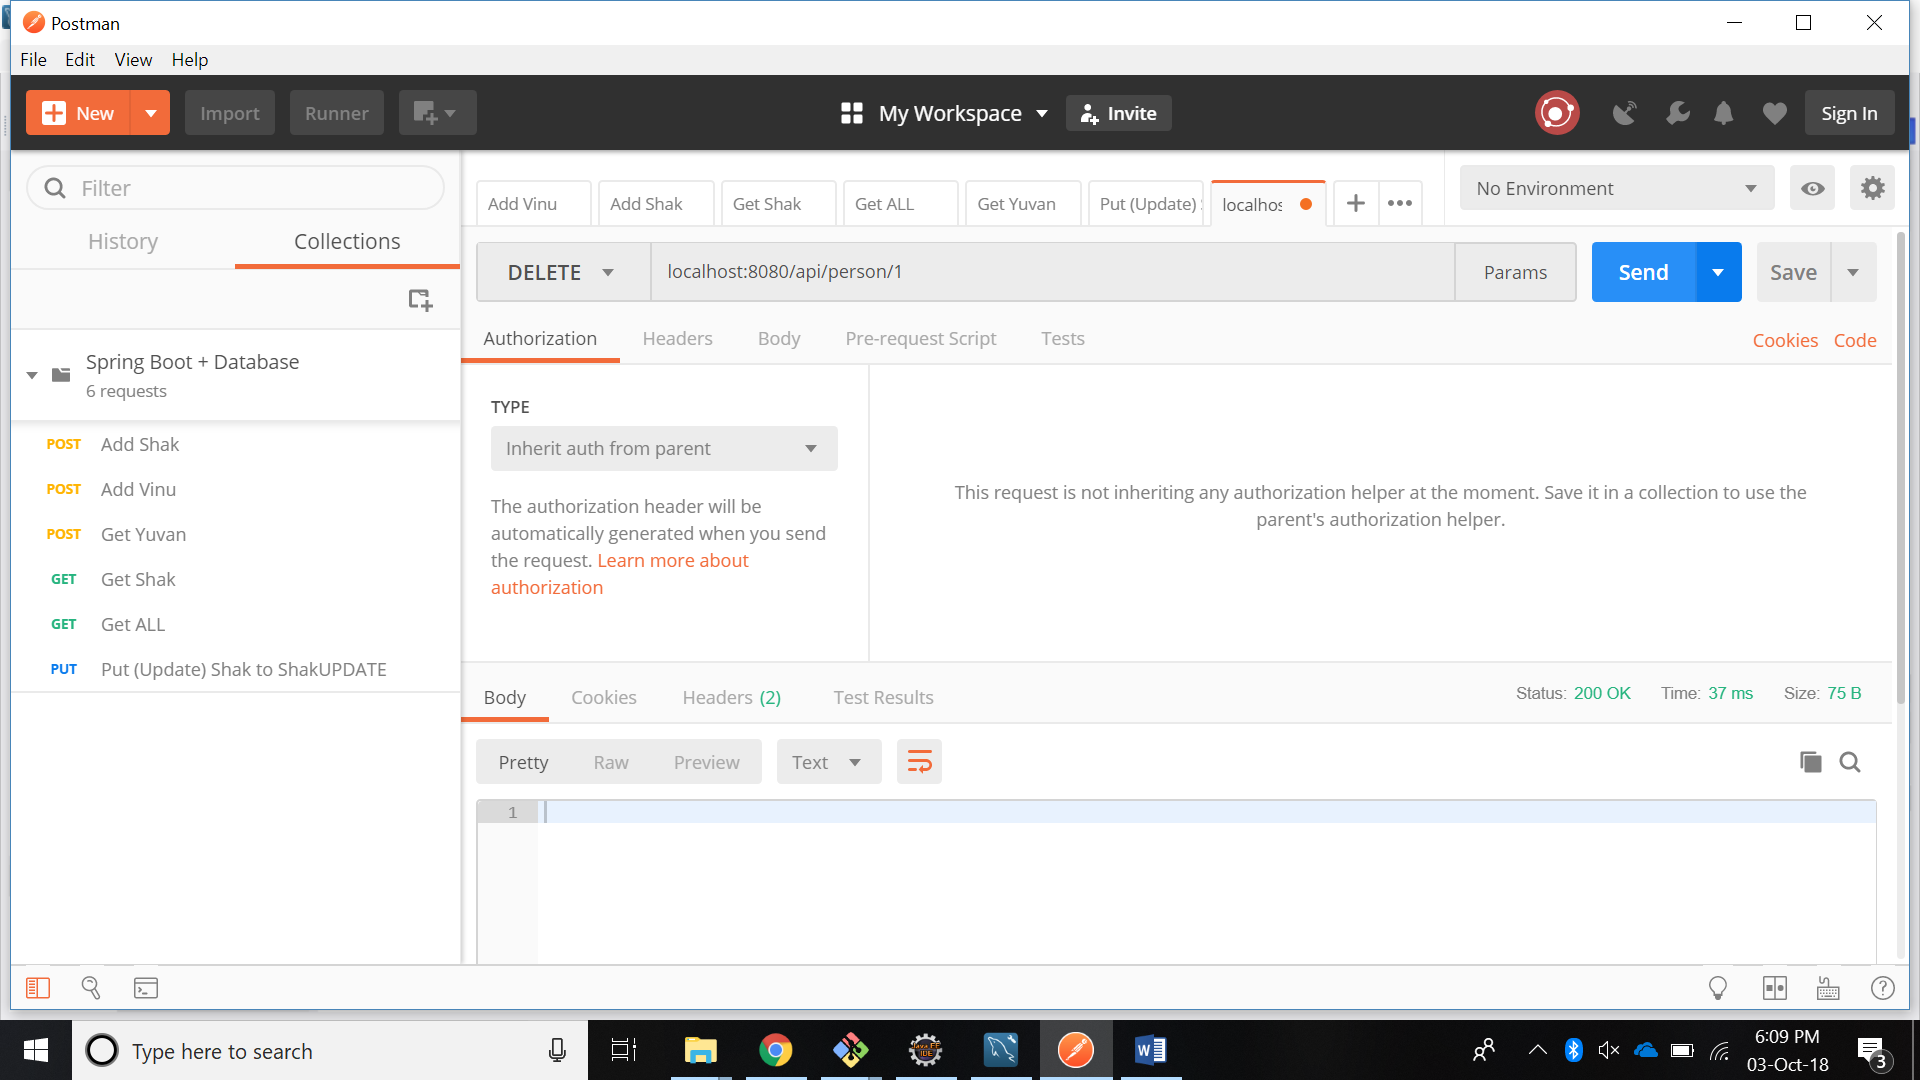 Postman
File Edit View Help
New Import Runner My Workspace Invite Sign In
Filter
History Collections
Spring Boot + Database
6 requests
POST Add Shak
POST Add Vinu
POST Get Yuvan
GET Get Shak
GET Get ALL
PUT Put (Update) Shak to ShakUPDATE
Add Vinu Add Shak Get Shak Get ALL Get Yuvan Put (Update) localhos
No Environment
DELETE localhost:8080/api/person/1 Params Send Save
Authorization Headers Body Pre-request Script Tests Cookies Code
TYPE
Inherit auth from parent
The authorization header will be
automatically generated when you send
the request. Learn more about
authorization
This request is not inheriting any authorization helper at the moment. Save it in a collection to use the
parent's authorization helper.
Body Cookies Headers (2) Test Results Status: 200 OK Time: 37 ms Size: 75 B
Pretty Raw Preview Text
1
Type here to search
Java EE
IDE
W
6:09 PM
03-Oct-18
3